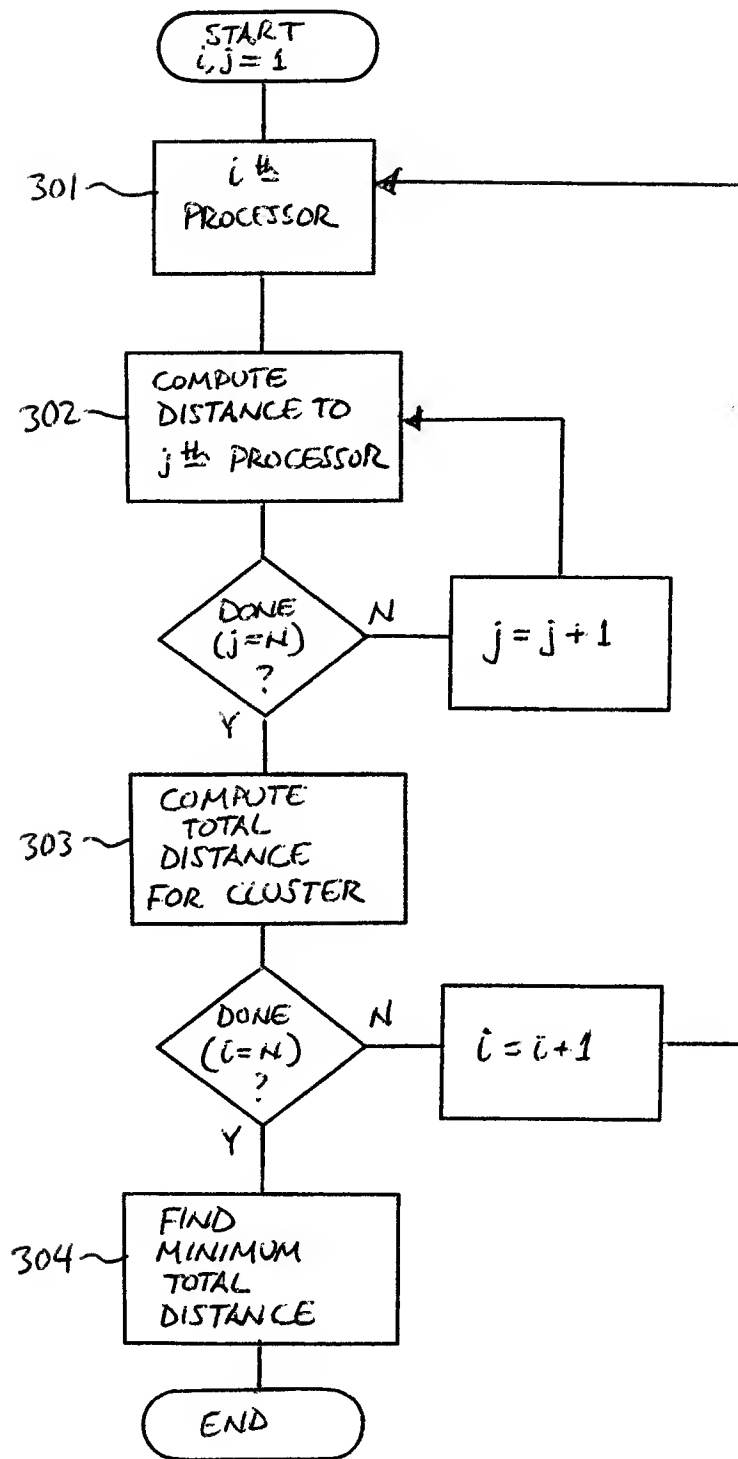 START
i, j = 1
301
i th
PROCESSOR
302
COMPUTE
DISTANCE TO
j th PROCESSOR
DONE
(j=N)
?
N
j = j + 1
Y
303
COMPUTE
TOTAL
DISTANCE
FOR CLUSTER
DONE
(i=N)
?
N
i = i+1
Y
304
FIND
MINIMUM
TOTAL
DISTANCE
END